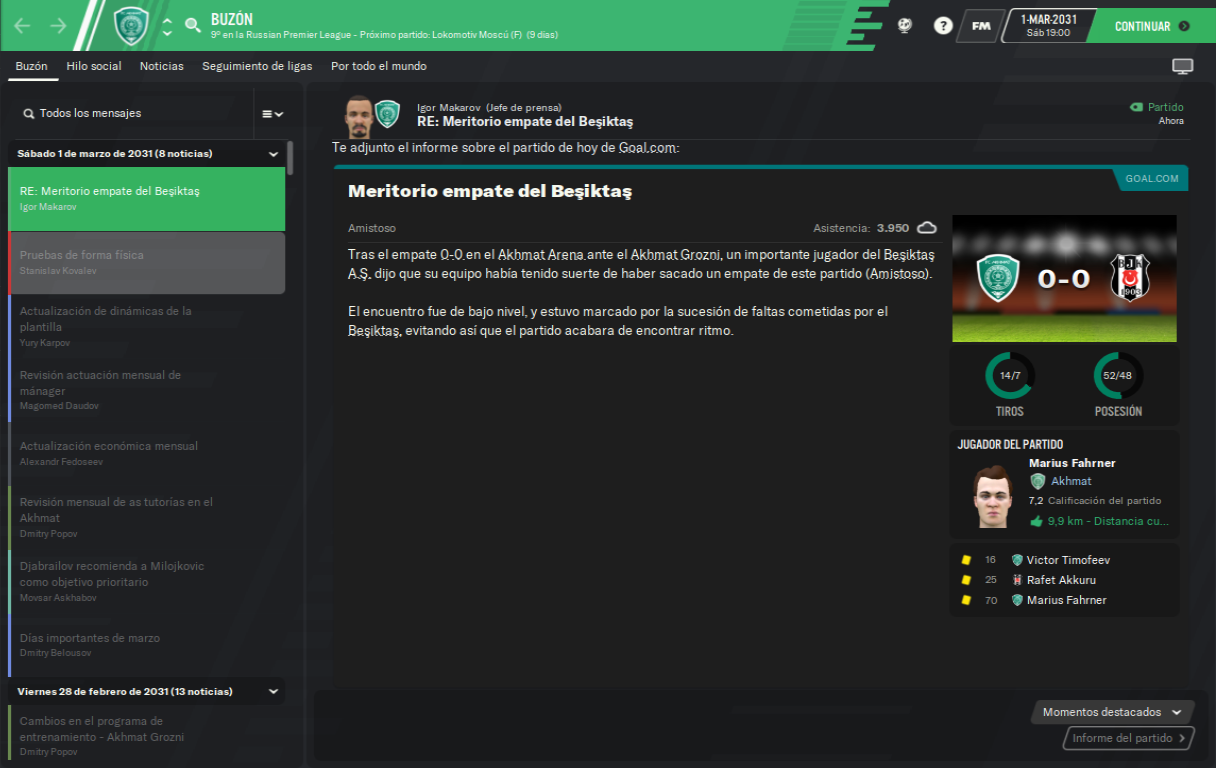 BUZÓN
9º en la Russian Premier League - Próximo partido: Lokomotiv Moscú (F) (9 días)
?
FM
1-MAR-2031
Sáb 19:00
CONTINUAR
Buzón
Hilo social
Noticias
Seguimiento de ligas
Por todo el mundo
Todos los mensajes
Sábado 1 de marzo de 2031 (8 noticias)
RE: Meritorio empate del Beşiktaş
Igor Makarov
Pruebas de forma física
Stanislav Kovalev
Actualización de dinámicas de la
plantilla
Yury Karpov
Revisión actuación mensual de
mánager
Magomed Daudov
Actualización económica mensual
Alexandr Fedoseev
Revisión mensual de as tutorías en el
Akhmat
Dmitry Popov
Djabrailov recomienda a Milojkovic
como objetivo prioritario
Movsar Askhabov
Días importantes de marzo
Dmitry Belousov
Viernes 28 de febrero de 2031 (13 noticias)
Cambios en el programa de
entrenamiento - Akhmat Grozni
Dmitry Popov
Igor Makarov (Jefe de prensa)
RE: Meritorio empate del Beşiktaş
Partido
Ahora
Te adjunto el informe sobre el partido de hoy de Goal.com:
GOAL.COM
Meritorio empate del Beşiktaş
Amistoso
Asistencia: 3.950
Tras el empate 0-0 en el Akhmat Arena ante el Akhmat Grozni, un importante jugador del Beşiktaş
A.Ş. dijo que su equipo había tenido suerte de haber sacado un empate de este partido (Amistoso).
El encuentro fue de bajo nivel, y estuvo marcado por la sucesión de faltas cometidas por el
Beşiktaş, evitando así que el partido acabara de encontrar ritmo.
0-0
BJK
1903
14/7
52/48
TIROS
POSESIÓN
JUGADOR DEL PARTIDO
Marius Fahrner
Akhmat
7,2 Calificación del partido
9,9 km - Distancia cu...
16 Victor Timofeev
25 Rafet Akkuru
70 Marius Fahrner
Momentos destacados
Informe del partido